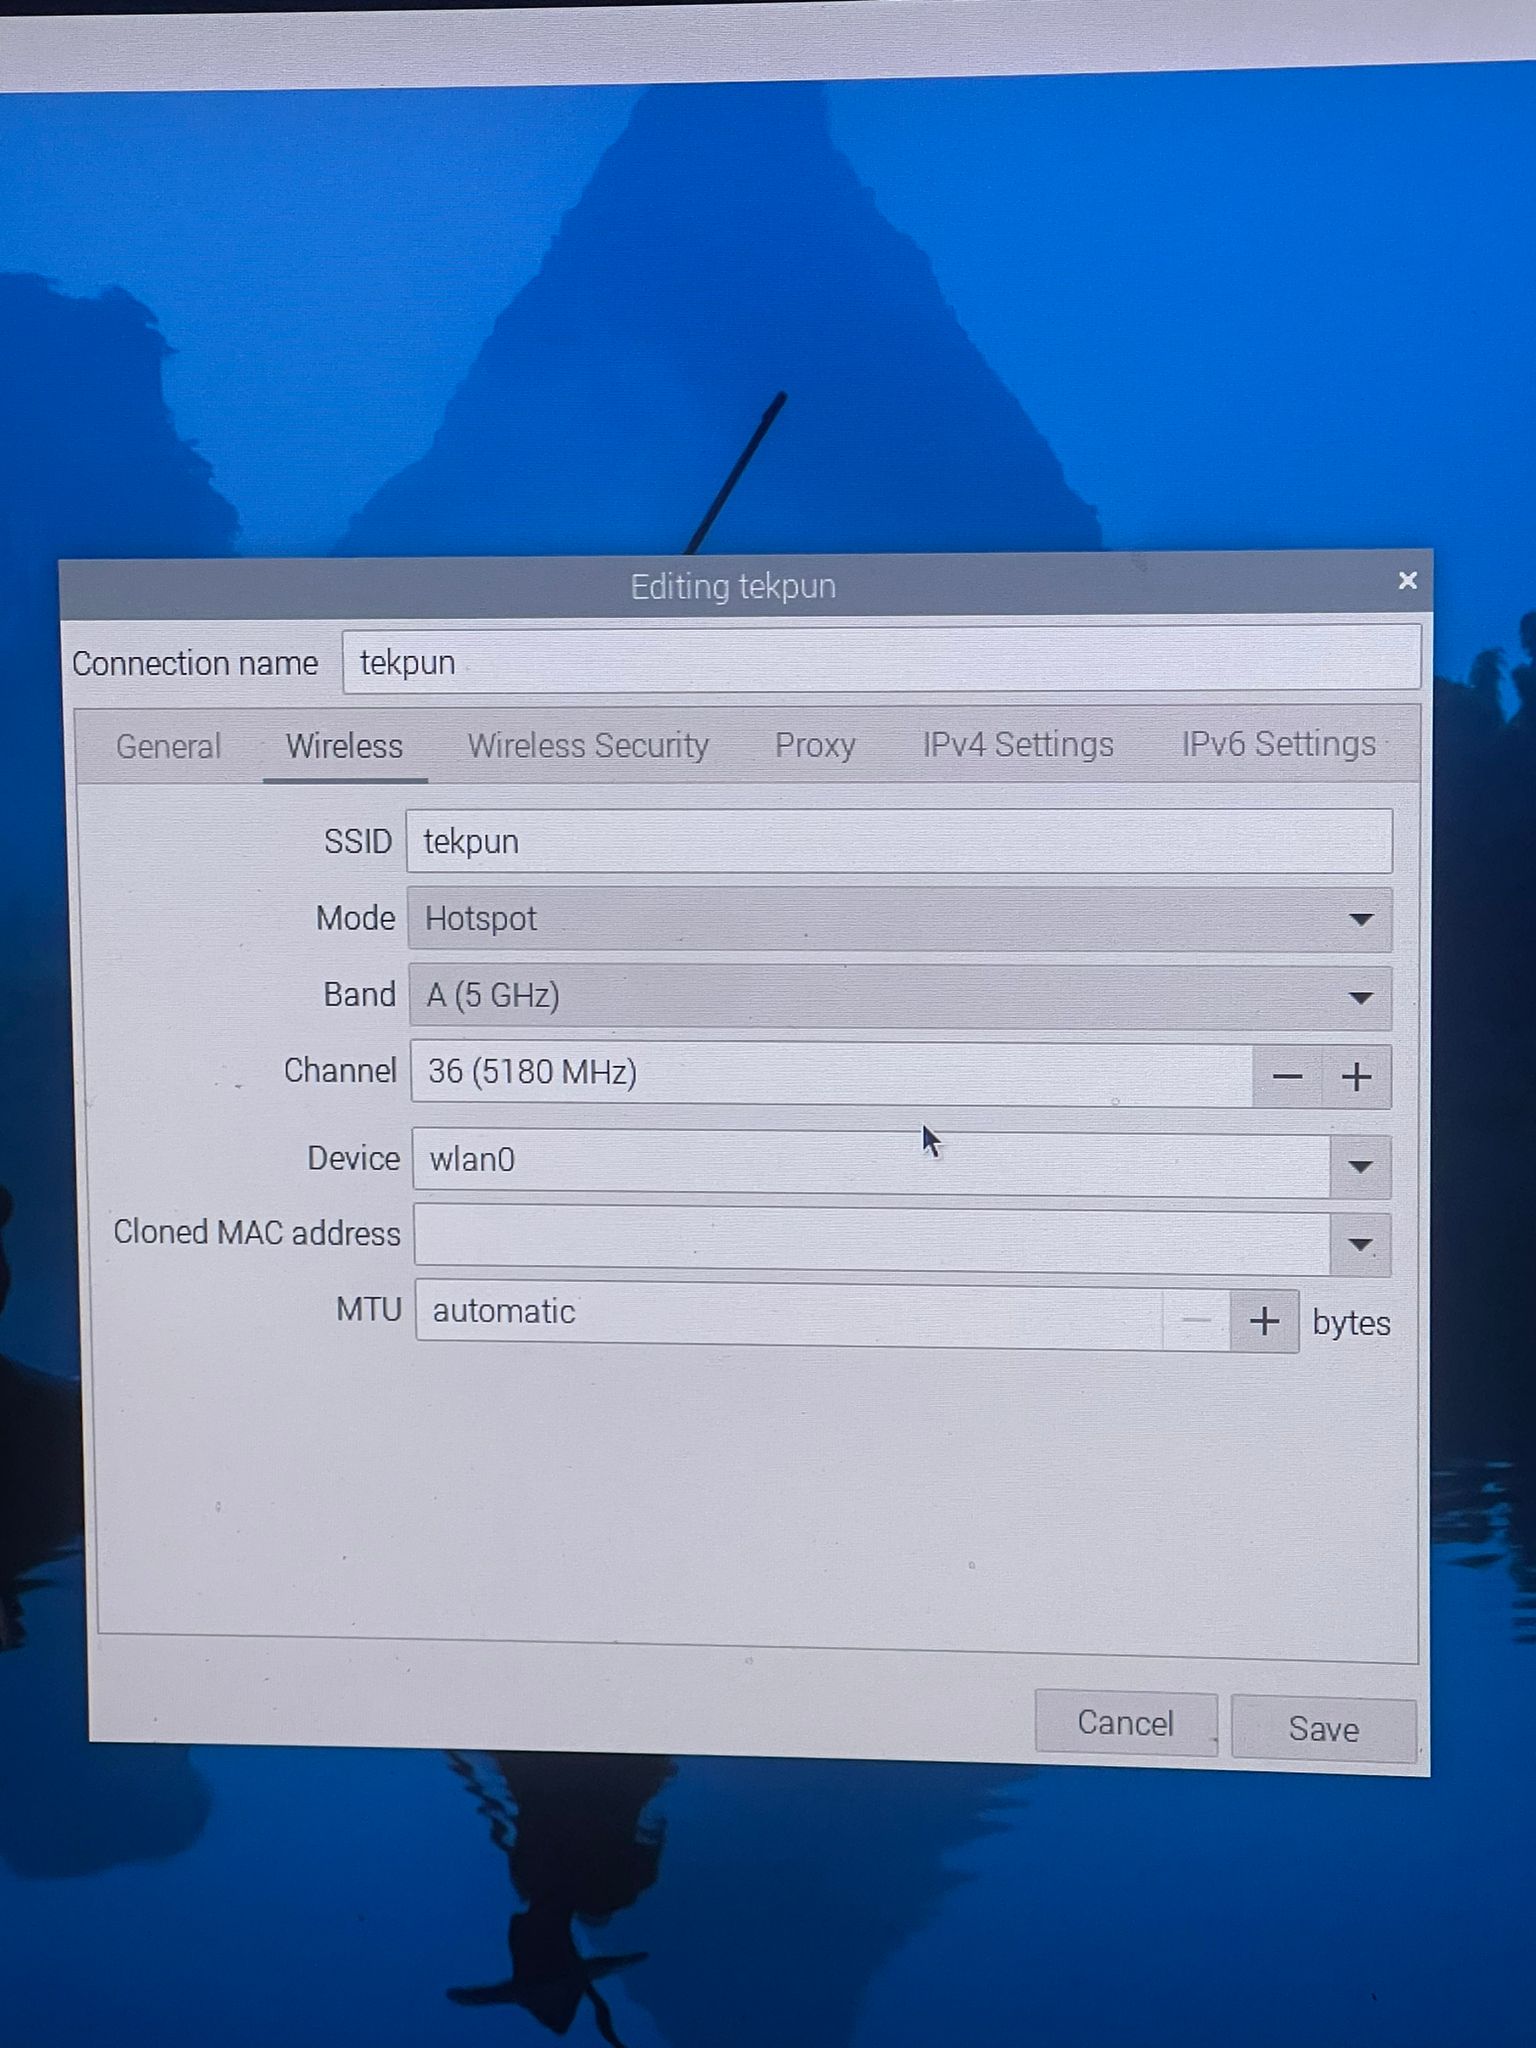 Editing tekpun ×
Connection name tekpun
General Wireless Wireless Security Proxy IPv4 Settings IPv6 Settings
SSID tekpun
Mode Hotspot
Band A (5 GHz)
Channel 36 (5180 MHz) − +
Device wlan0
Cloned MAC address
MTU automatic − + bytes
Cancel Save